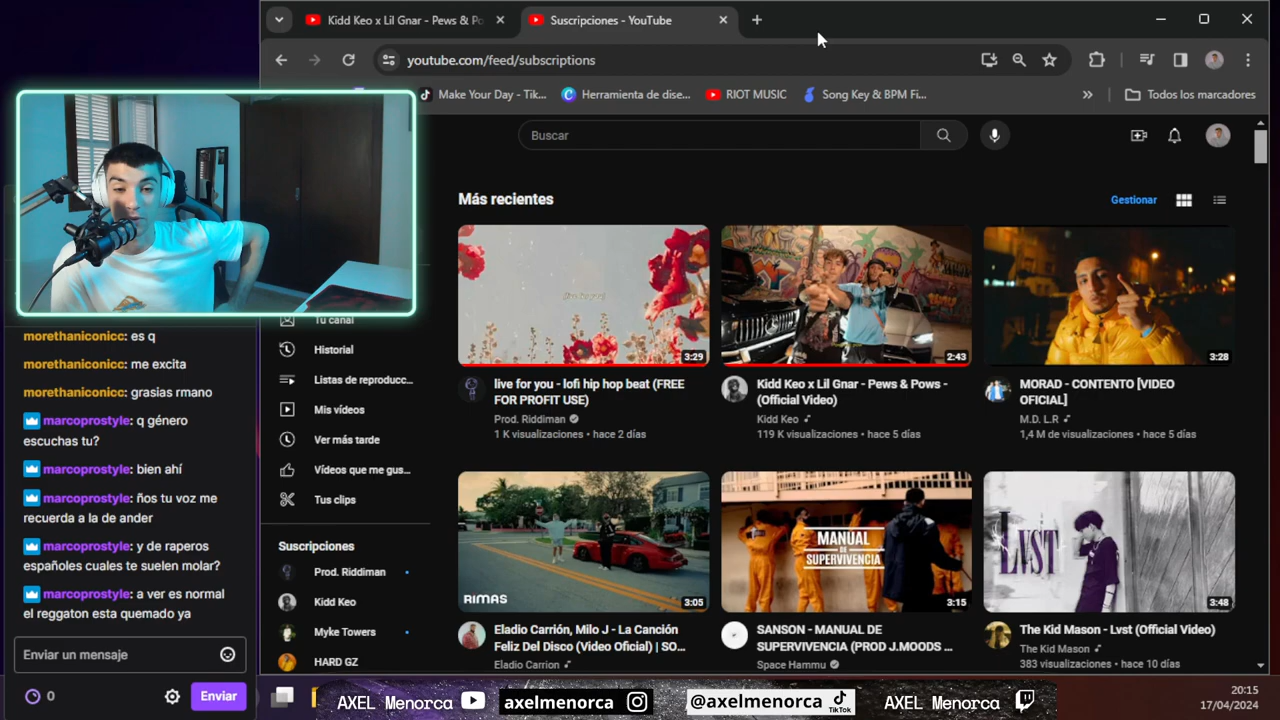 Kidd Keo x Lil Gnar - Pews & Po
Suscripciones - YouTube
youtube.com/feed/subscriptions
Make Your Day - Tik...
Herramienta de dise...
RIOT MUSIC
Song Key & BPM Fi...
Todos los marcadores
Buscar
Más recientes
Gestionar
3:29
2:43
3:28
live for you - lofi hip hop beat (FREE
FOR PROFIT USE)
Prod. Riddiman
1 K visualizaciones • hace 2 días
Kidd Keo x Lil Gnar - Pews & Pows -
(Official Video)
Kidd Keo
119 K visualizaciones • hace 5 días
MORAD - CONTENTO [VIDEO
OFICIAL]
M.D. L.R
1,4 M de visualizaciones • hace 5 días
Tu canal
Historial
Listas de reproducc...
Mis vídeos
Ver más tarde
Vídeos que me gus...
Tus clips
Suscripciones
Prod. Riddiman
Kidd Keo
Myke Towers
HARD GZ
RIMAS
3:05
MANUAL
DE
SUPERVIVENCIA
3:15
LVST
3:48
Eladio Carrión, Milo J - La Canción
Feliz Del Disco (Video Oficial) | SO...
Eladio Carrion
SANSON - MANUAL DE
SUPERVIVENCIA (PROD J.MOODS ...
Space Hammu
The Kid Mason - Lvst (Official Video)
The Kid Mason
383 visualizaciones • hace 10 días
morethaniconicc: es q
morethaniconicc: me excita
morethaniconicc: grasias rmano
marcoprostyle: q género
escuchas tu?
marcoprostyle: bien ahí
marcoprostyle: ños tu voz me
recuerda a la de ander
marcoprostyle: y de raperos
españoles cuales te suelen molar?
marcoprostyle: a ver es normal
el reggaton esta quemado ya
Enviar un mensaje
0
Enviar
AXEL Menorca
axelmenorca
@axelmenorca
TikTok
AXEL Menorca
20:15
17/04/2024